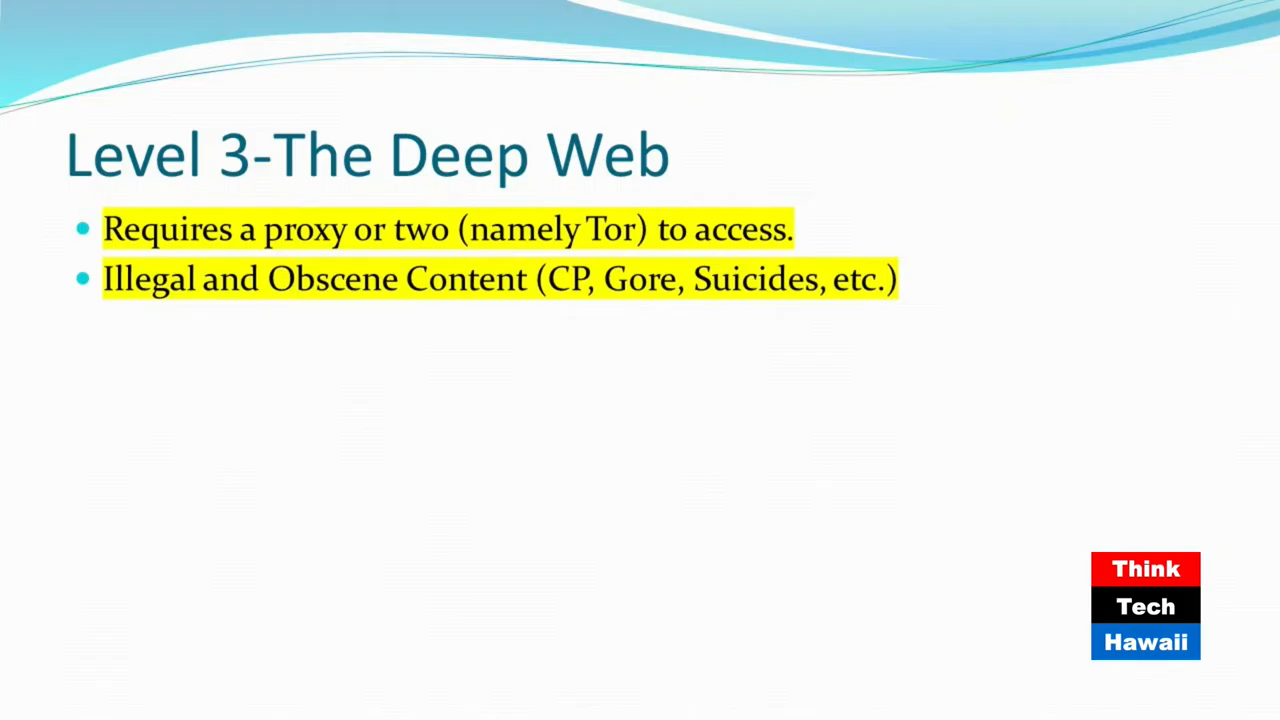 Level 3-The Deep Web
• Requires a proxy or two (namely Tor) to access.
• Illegal and Obscene Content (CP, Gore, Suicides, etc.)
Think
Tech
Hawaii